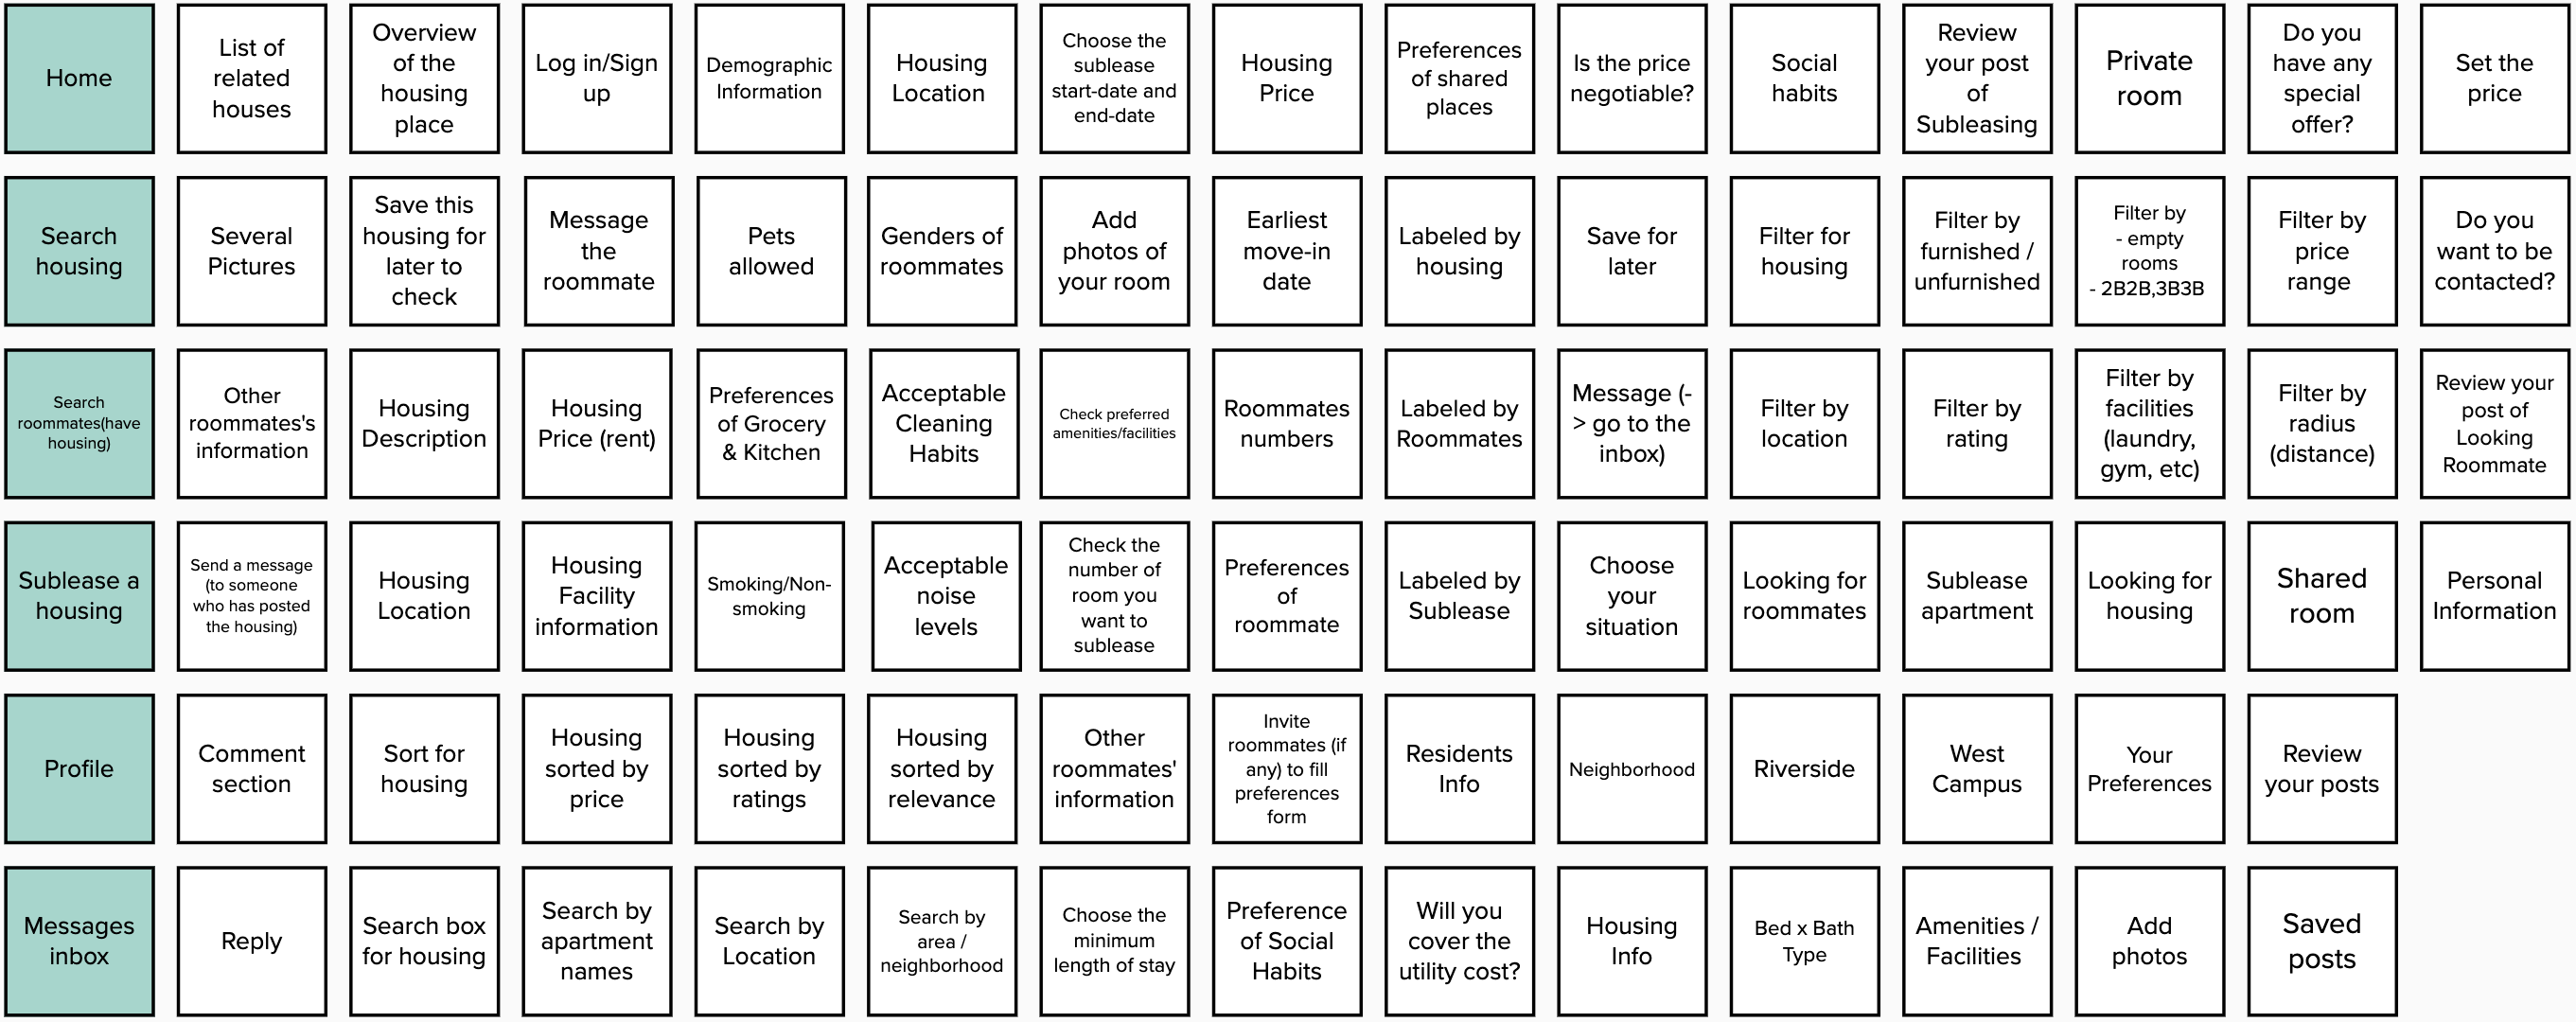 Home
List of
related
houses
Overview
of the
housing
place
Log in/Sign
up
Demographic
Information
Housing
Location
Choose the
sublease
start-date and
end-date
Housing
Price
Preferences
of shared
places
Is the price
negotiable?
Social
habits
Review
your post
of
Subleasing
Private
room
Do you
have any
special
offer?
Set the
price
Search
housing
Several
Pictures
Save this
housing for
later to
check
Message
the
roommate
Pets
allowed
Genders of
roommates
Add
photos of
your room
Earliest
move-in
date
Labeled by
housing
Save for
later
Filter for
housing
Filter by
furnished /
unfurnished
Filter by
- empty
rooms
- 2B2B,3B3B
Filter by
price
range
Do you
want to be
contacted?
Search
roommates(have
housing)
Other
roommates's
information
Housing
Description
Housing
Price (rent)
Preferences
of Grocery
& Kitchen
Acceptable
Cleaning
Habits
Check preferred
amenities/facilities
Roommates
numbers
Labeled by
Roommates
Message (-
> go to the
inbox)
Filter by
location
Filter by
rating
Filter by
facilities
(laundry,
gym, etc)
Filter by
radius
(distance)
Review your
post of
Looking
Roommate
Sublease a
housing
Send a message
(to someone
who has posted
the housing)
Housing
Location
Housing
Facility
information
Smoking/Non-
smoking
Acceptable
noise
levels
Check the
number of
room you
want to
sublease
Preferences
of
roommate
Labeled by
Sublease
Choose
your
situation
Looking for
roommates
Sublease
apartment
Looking for
housing
Shared
room
Personal
Information
Profile
Comment
section
Sort for
housing
Housing
sorted by
price
Housing
sorted by
ratings
Housing
sorted by
relevance
Other
roommates'
information
Invite
roommates (if
any) to fill
preferences
form
Residents
Info
Neighborhood
Riverside
West
Campus
Your
Preferences
Review
your posts
Messages
inbox
Reply
Search box
for housing
Search by
apartment
names
Search by
Location
Search by
area /
neighborhood
Choose the
minimum
length of stay
Preference
of Social
Habits
Will you
cover the
utility cost?
Housing
Info
Bed x Bath
Type
Amenities /
Facilities
Add
photos
Saved
posts